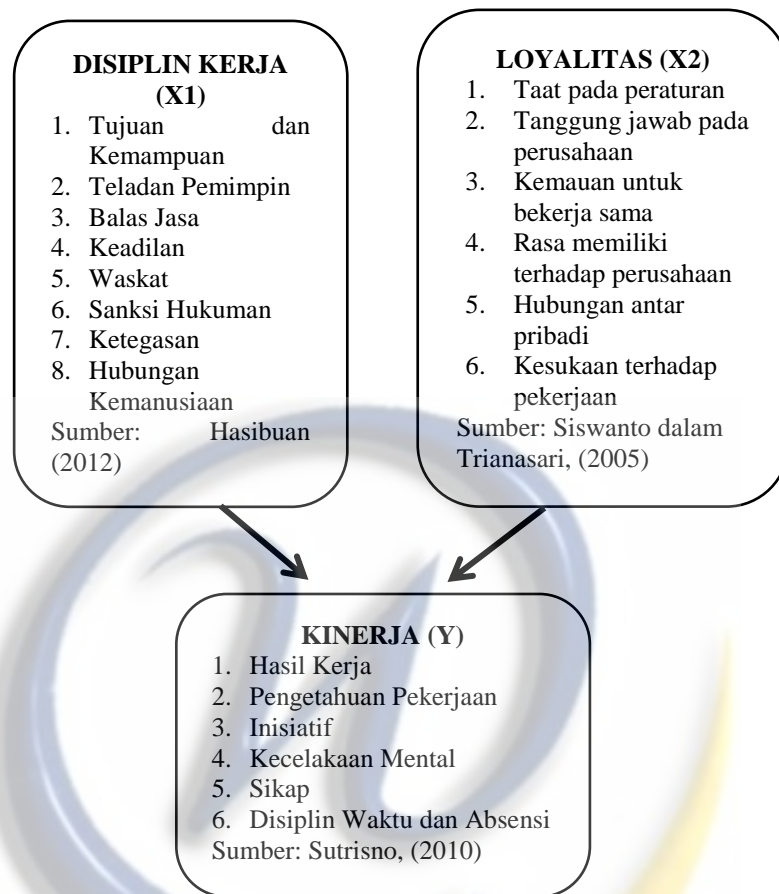 DISIPLIN KERJA
(X1)
1. Tujuan dan
Kemampuan
2. Teladan Pemimpin
3. Balas Jasa
4. Keadilan
5. Waskat
6. Sanksi Hukuman
7. Ketegasan
8. Hubungan
Kemanusiaan
Sumber: Hasibuan
(2012)
LOYALITAS (X2)
1. Taat pada peraturan
2. Tanggung jawab pada
perusahaan
3. Kemauan untuk
bekerja sama
4. Rasa memiliki
terhadap perusahaan
5. Hubungan antar
pribadi
6. Kesukaan terhadap
pekerjaan
Sumber: Siswanto dalam
Trianasari, (2005)
KINERJA (Y)
1. Hasil Kerja
2. Pengetahuan Pekerjaan
3. Inisiatif
4. Kecelakaan Mental
5. Sikap
6. Disiplin Waktu dan Absensi
Sumber: Sutrisno, (2010)